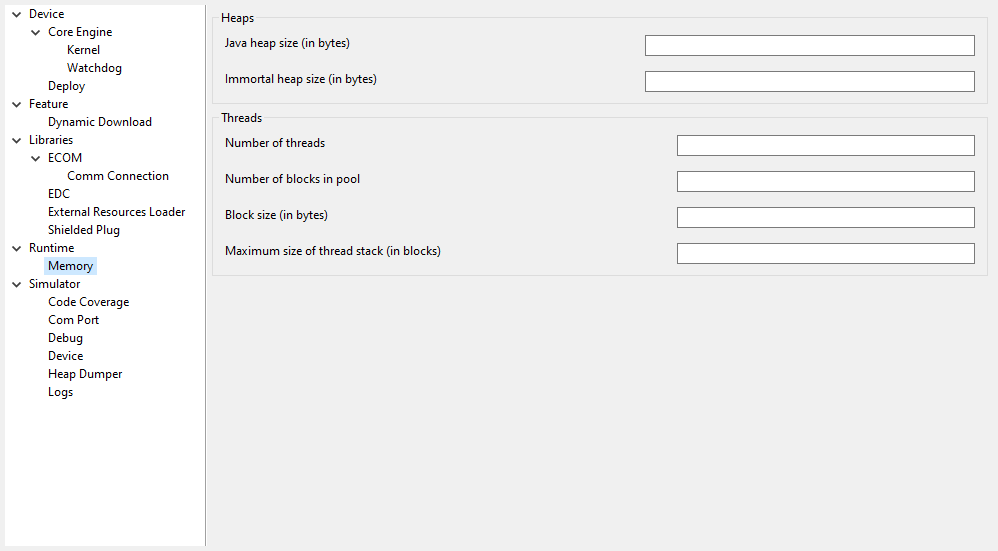 Device
Core Engine
Kernel
Watchdog
Deploy
Feature
Dynamic Download
Libraries
ECOM
Comm Connection
EDC
External Resources Loader
Shielded Plug
Runtime
Memory
Simulator
Code Coverage
Com Port
Debug
Device
Heap Dumper
Logs
Heaps
Java heap size (in bytes)
Immortal heap size (in bytes)
Threads
Number of threads
Number of blocks in pool
Block size (in bytes)
Maximum size of thread stack (in blocks)